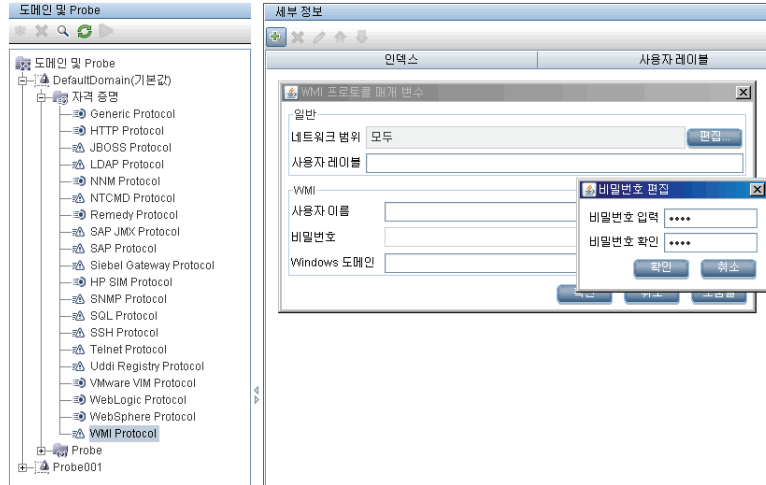 도메인 및 Probe
도메인 및 Probe
DefaultDomain(기본값)
자격 증명
Generic Protocol
HTTP Protocol
JBOSS Protocol
LDAP Protocol
NNM Protocol
NTCMD Protocol
Remedy Protocol
SAP JMX Protocol
SAP Protocol
Siebel Gateway Protocol
HP SIM Protocol
SNMP Protocol
SQL Protocol
SSH Protocol
Telnet Protocol
Uddi Registry Protocol
VMware VIM Protocol
WebLogic Protocol
WebSphere Protocol
WMI Protocol
Probe
Probe001
세부 정보
인덱스
사용자 레이블
WMI 프로토콜 매개 변수
일반
네트워크 범위 모두 편집...
사용자 레이블
WMI
사용자 이름
비밀번호
Windows 도메인
비밀번호 편집
비밀번호 입력 ••••
비밀번호 확인 ••••
확인 취소